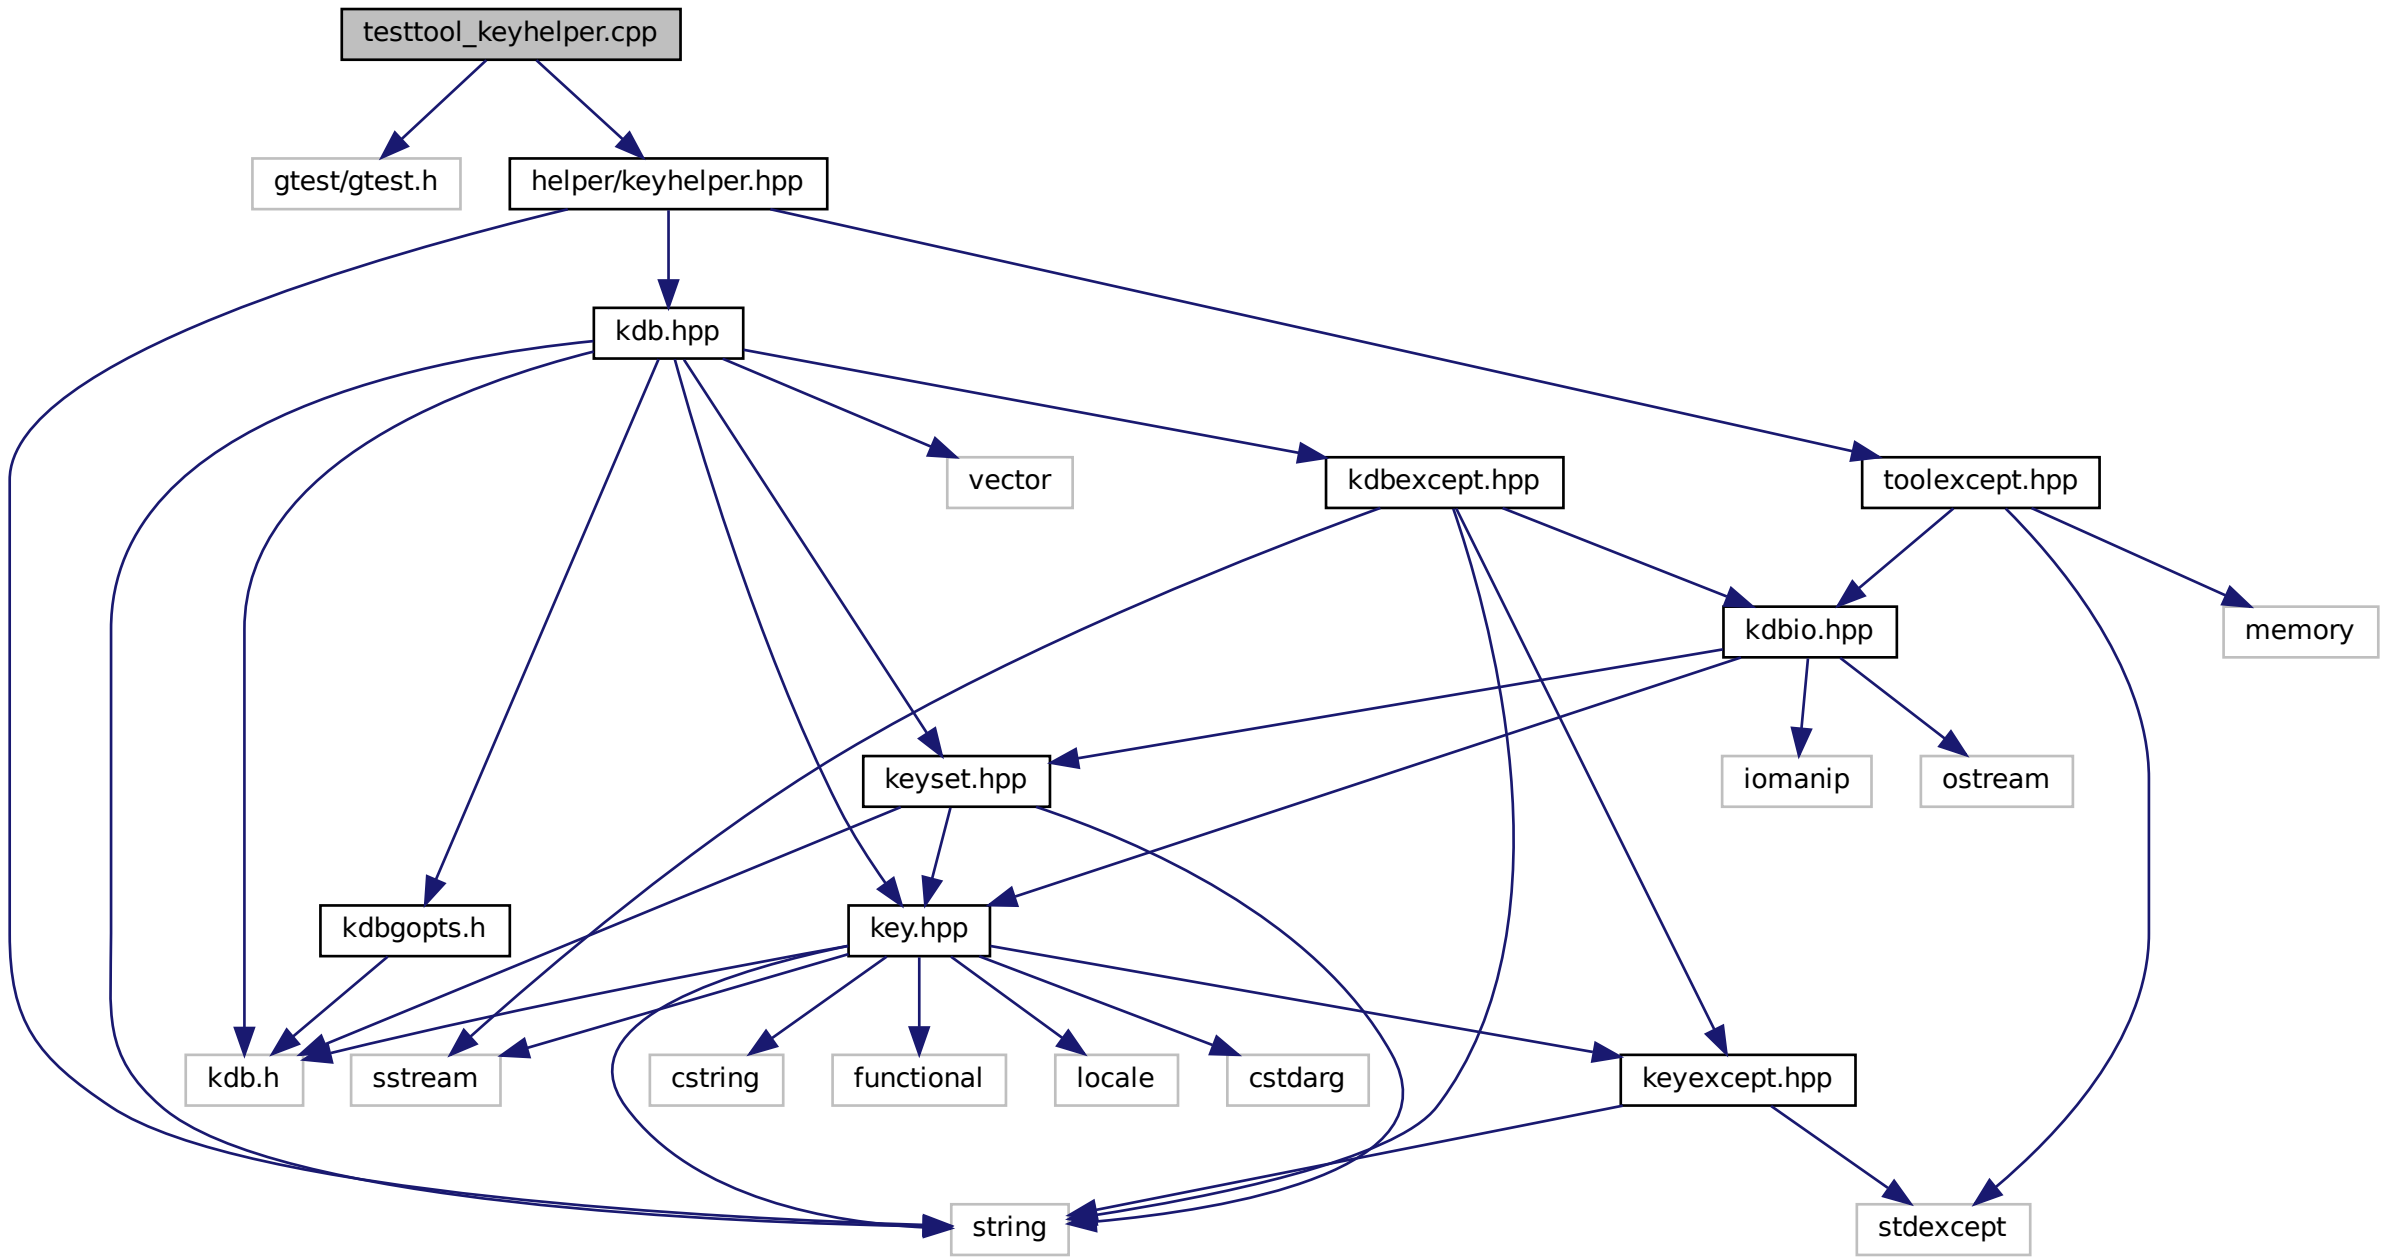 testtool_keyhelper.cpp
gtest/gtest.h
helper/keyhelper.hpp
kdb.hpp
vector
kdbexcept.hpp
toolexcept.hpp
kdbio.hpp
memory
keyset.hpp
iomanip
ostream
kdbgopts.h
key.hpp
kdb.h
sstream
cstring
functional
locale
cstdarg
keyexcept.hpp
string
stdexcept